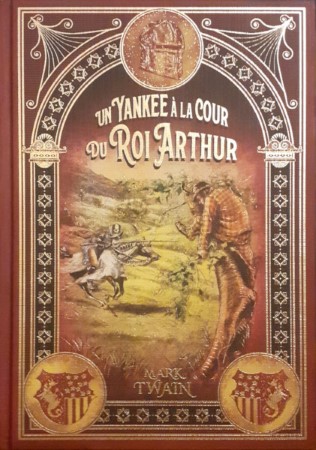 UN YANKEE À LA COUR
DU ROI ARTHUR
MARK
TWAIN